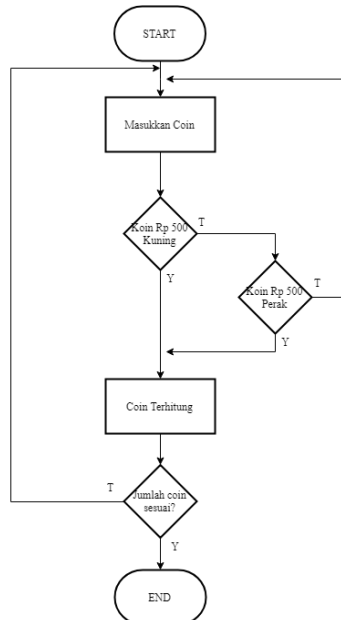 START
Masukkan Coin
Koin Rp 500
Kuning
T
Y
Koin Rp 500
Perak
T
Y
Coin Terhitung
Jumlah coin
sesuai?
T
Y
END